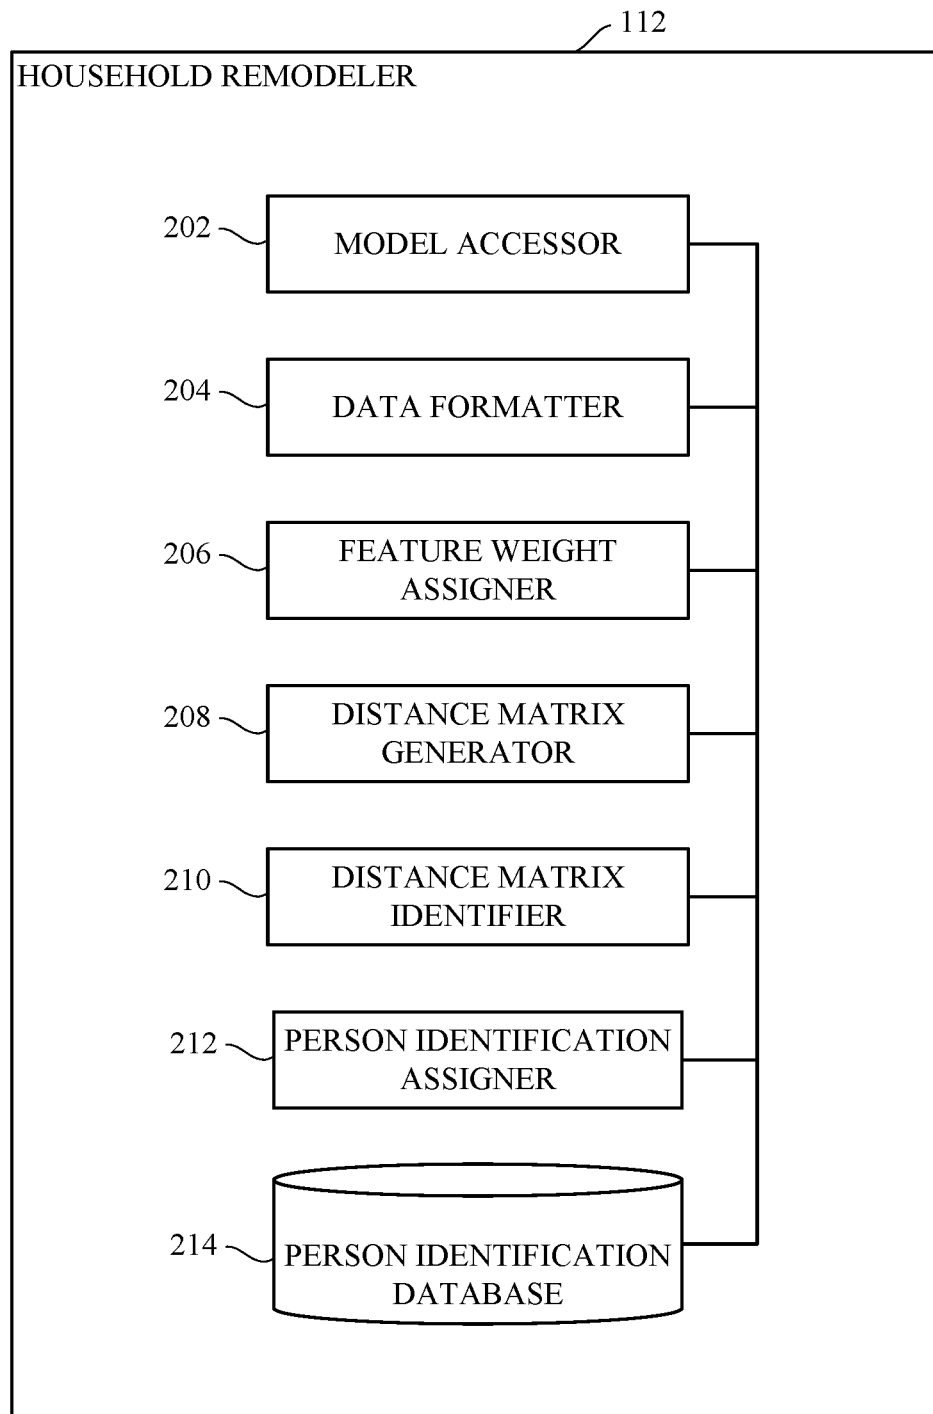 112
HOUSEHOLD REMODELER
202
MODEL ACCESSOR
204
DATA FORMATTER
206
FEATURE WEIGHT
ASSIGNER
208
DISTANCE MATRIX
GENERATOR
210
DISTANCE MATRIX
IDENTIFIER
212
PERSON IDENTIFICATION
ASSIGNER
214
PERSON IDENTIFICATION
DATABASE